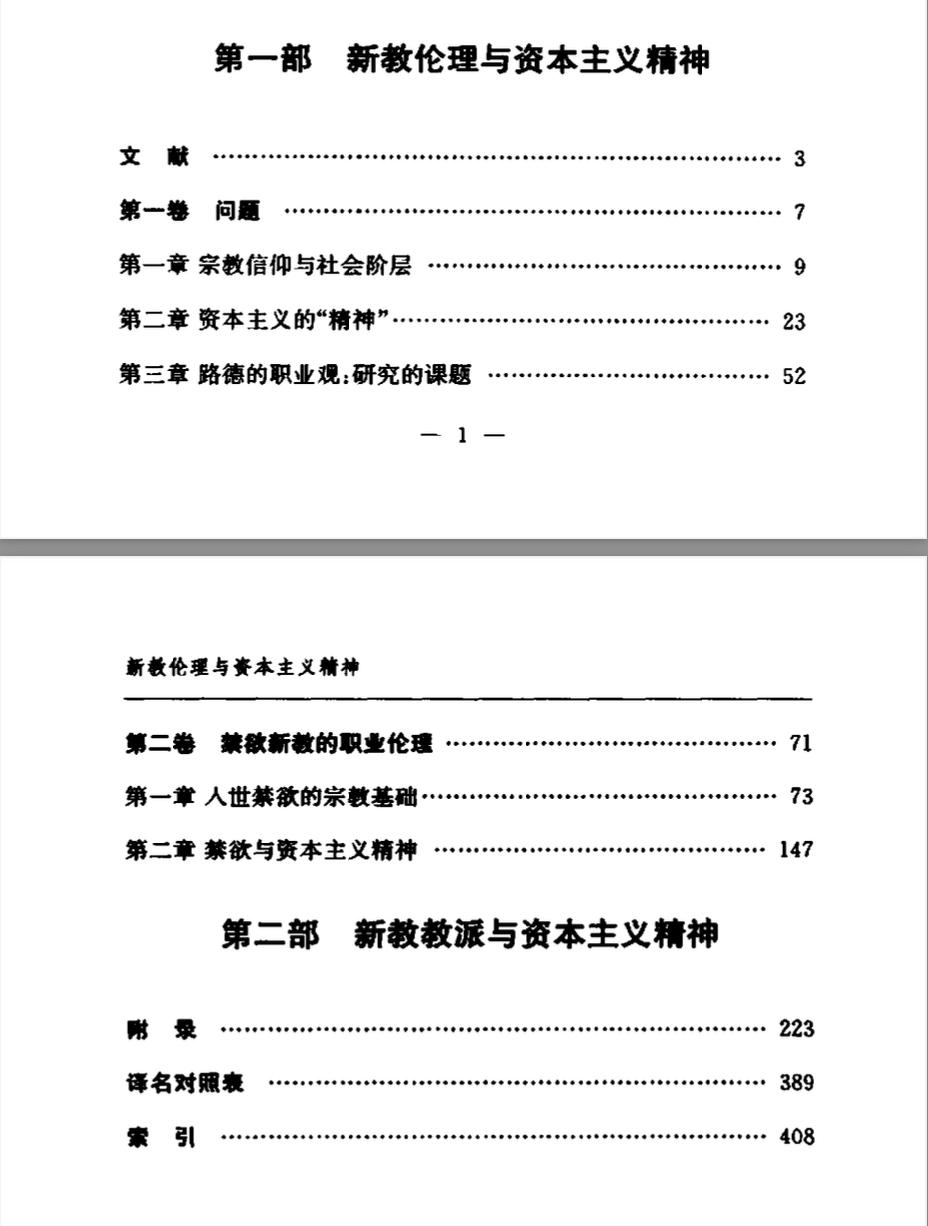 第一部 新教伦理与资本主义精神
文 献 …… 3
第一卷 问题 …… 7
第一章 宗教信仰与社会阶层 …… 9
第二章 资本主义的“精神” …… 23
第三章 路德的职业观:研究的课题 …… 52
— 1 —
新教伦理与资本主义精神
第二卷 禁欲新教的职业伦理 …… 71
第一章 入世禁欲的宗教基础 …… 73
第二章 禁欲与资本主义精神 …… 147
第二部 新教教派与资本主义精神
附 录 …… 223
译名对照表 …… 389
索 引 …… 408